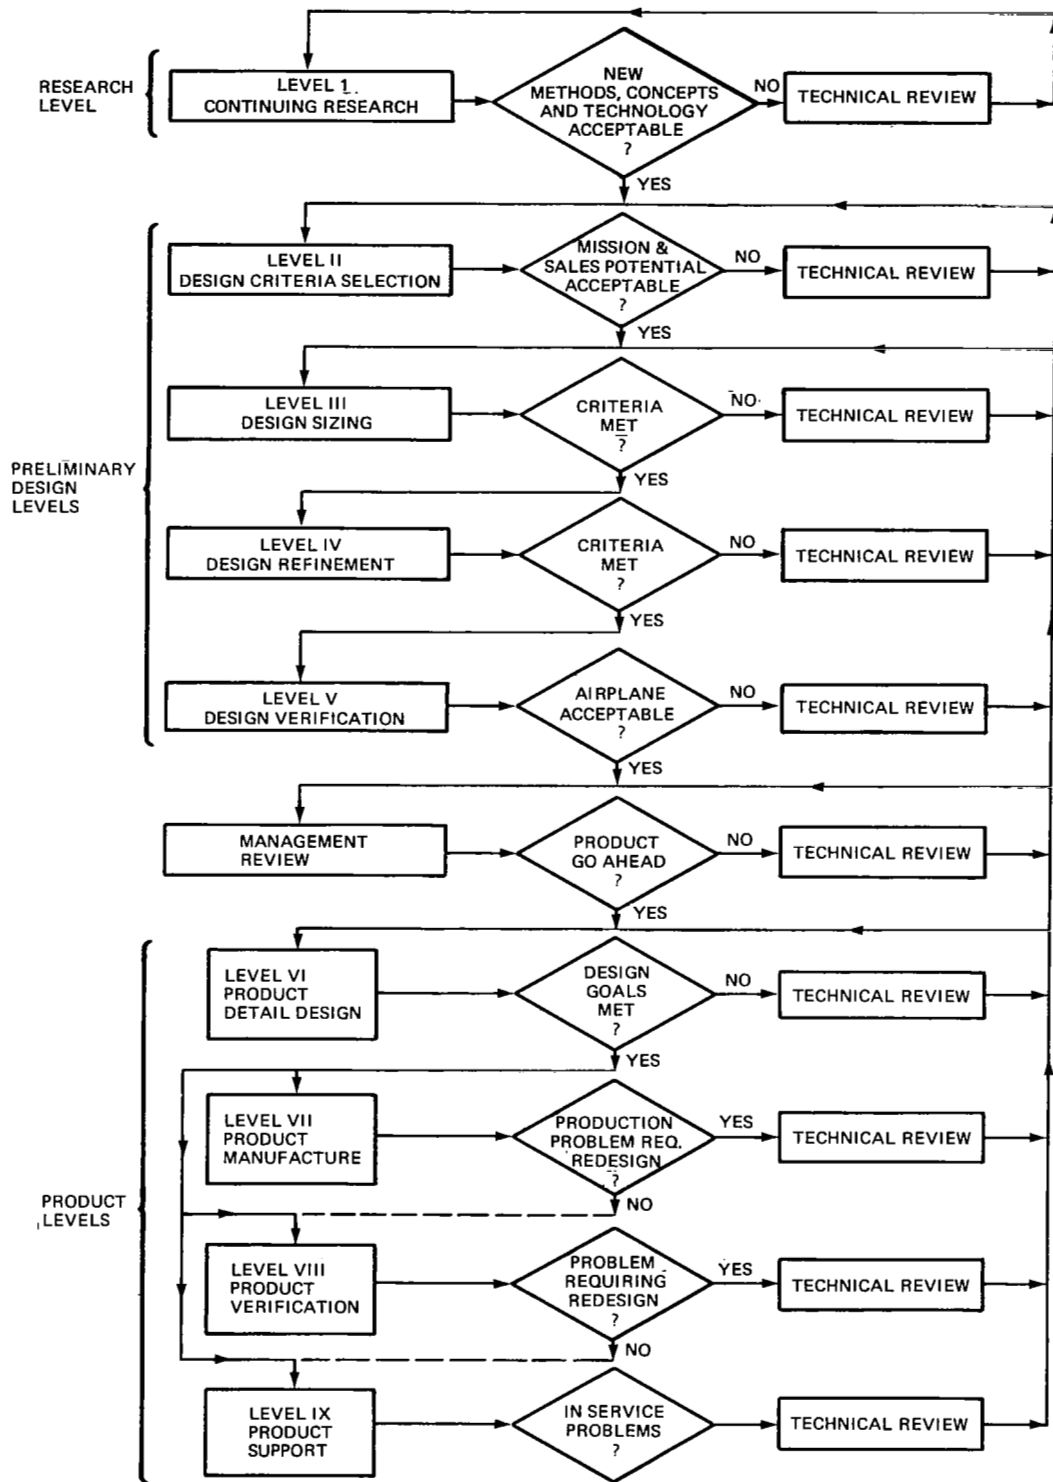 RESEARCH
LEVEL
LEVEL 1
CONTINUING RESEARCH
NEW
METHODS, CONCEPTS
AND TECHNOLOGY
ACCEPTABLE
?
NO
TECHNICAL REVIEW
YES
PRELIMINARY
DESIGN
LEVELS
LEVEL II
DESIGN CRITERIA SELECTION
MISSION &
SALES POTENTIAL
ACCEPTABLE
?
NO
TECHNICAL REVIEW
YES
LEVEL III
DESIGN SIZING
CRITERIA
MET
?
NO
TECHNICAL REVIEW
YES
LEVEL IV
DESIGN REFINEMENT
CRITERIA
MET
?
NO
TECHNICAL REVIEW
YES
LEVEL V
DESIGN VERIFICATION
AIRPLANE
ACCEPTABLE
?
NO
TECHNICAL REVIEW
YES
MANAGEMENT
REVIEW
PRODUCT
GO AHEAD
?
NO
TECHNICAL REVIEW
YES
PRODUCT
LEVELS
LEVEL VI
PRODUCT
DETAIL DESIGN
DESIGN
GOALS
MET
?
NO
TECHNICAL REVIEW
YES
LEVEL VII
PRODUCT
MANUFACTURE
PRODUCTION
PROBLEM REQ.
REDESIGN
?
YES
TECHNICAL REVIEW
NO
LEVEL VIII
PRODUCT
VERIFICATION
PROBLEM
REQUIRING
REDESIGN
?
YES
TECHNICAL REVIEW
NO
LEVEL IX
PRODUCT
SUPPORT
IN SERVICE
PROBLEMS
?
TECHNICAL REVIEW